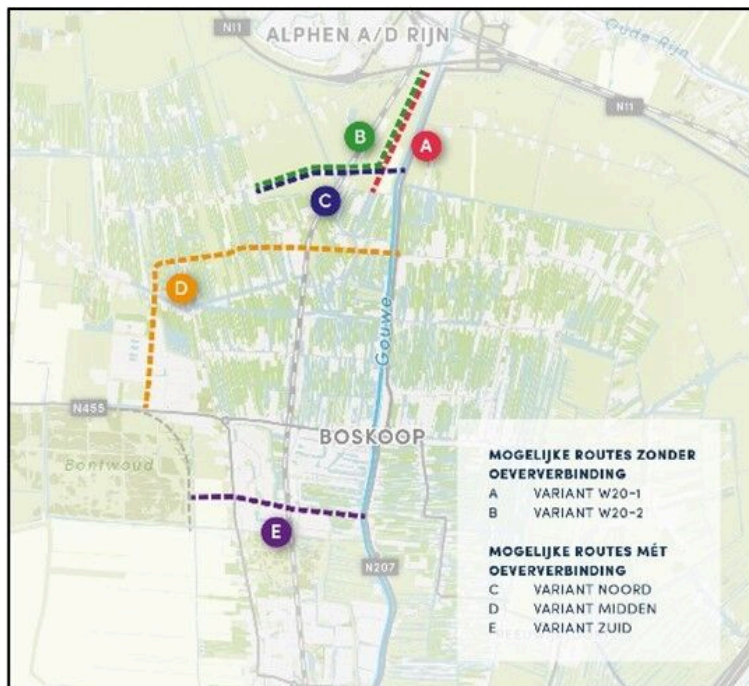 N11
ALPHEN A/D RIJN
Oude Rijn
N11
B
A
C
D
Gouwe
N455
BOSKOOP
Bentwoud
E
N207
MOGELIJKE ROUTES ZONDER
OEVERVERBINDING
A VARIANT W20-1
B VARIANT W20-2
MOGELIJKE ROUTES MÉT
OEVERVERBINDING
C VARIANT NOORD
D VARIANT MIDDEN
E VARIANT ZUID